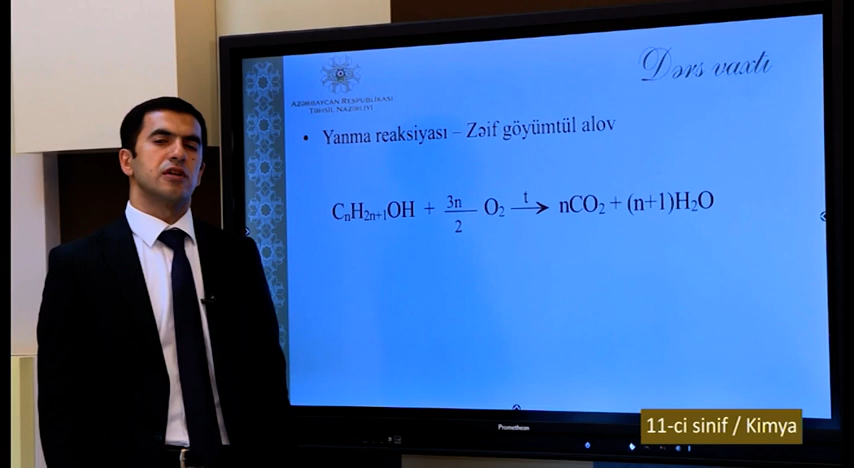 Dərs vaxtı
AZƏRBAYCAN RESPUBLİKASI
TƏHSİL NAZİRLİYİ
• Yanma reaksiyası – Zəif göyümtül alov
CₙH₂ₙ₊₁OH + 3n/2 O₂ —t→ nCO₂ + (n+1)H₂O
Promethean
11-ci sinif / Kimya